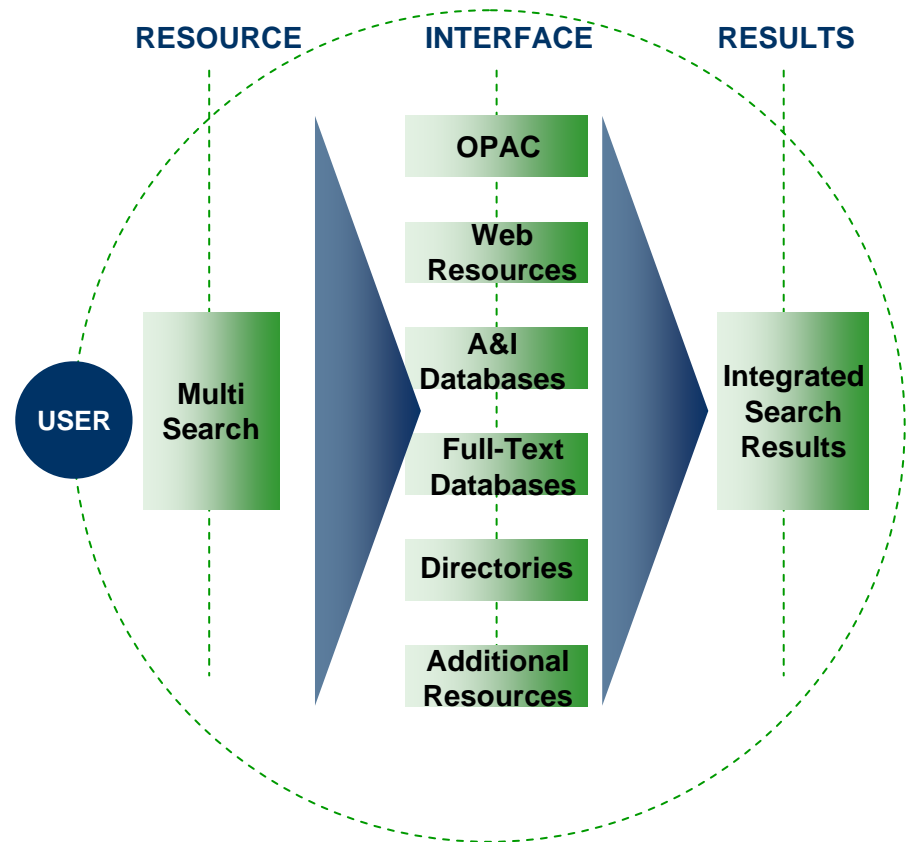 RESOURCE
INTERFACE
RESULTS
USER
Multi
Search
OPAC
Web
Resources
A&I
Databases
Full-Text
Databases
Directories
Additional
Resources
Integrated
Search
Results